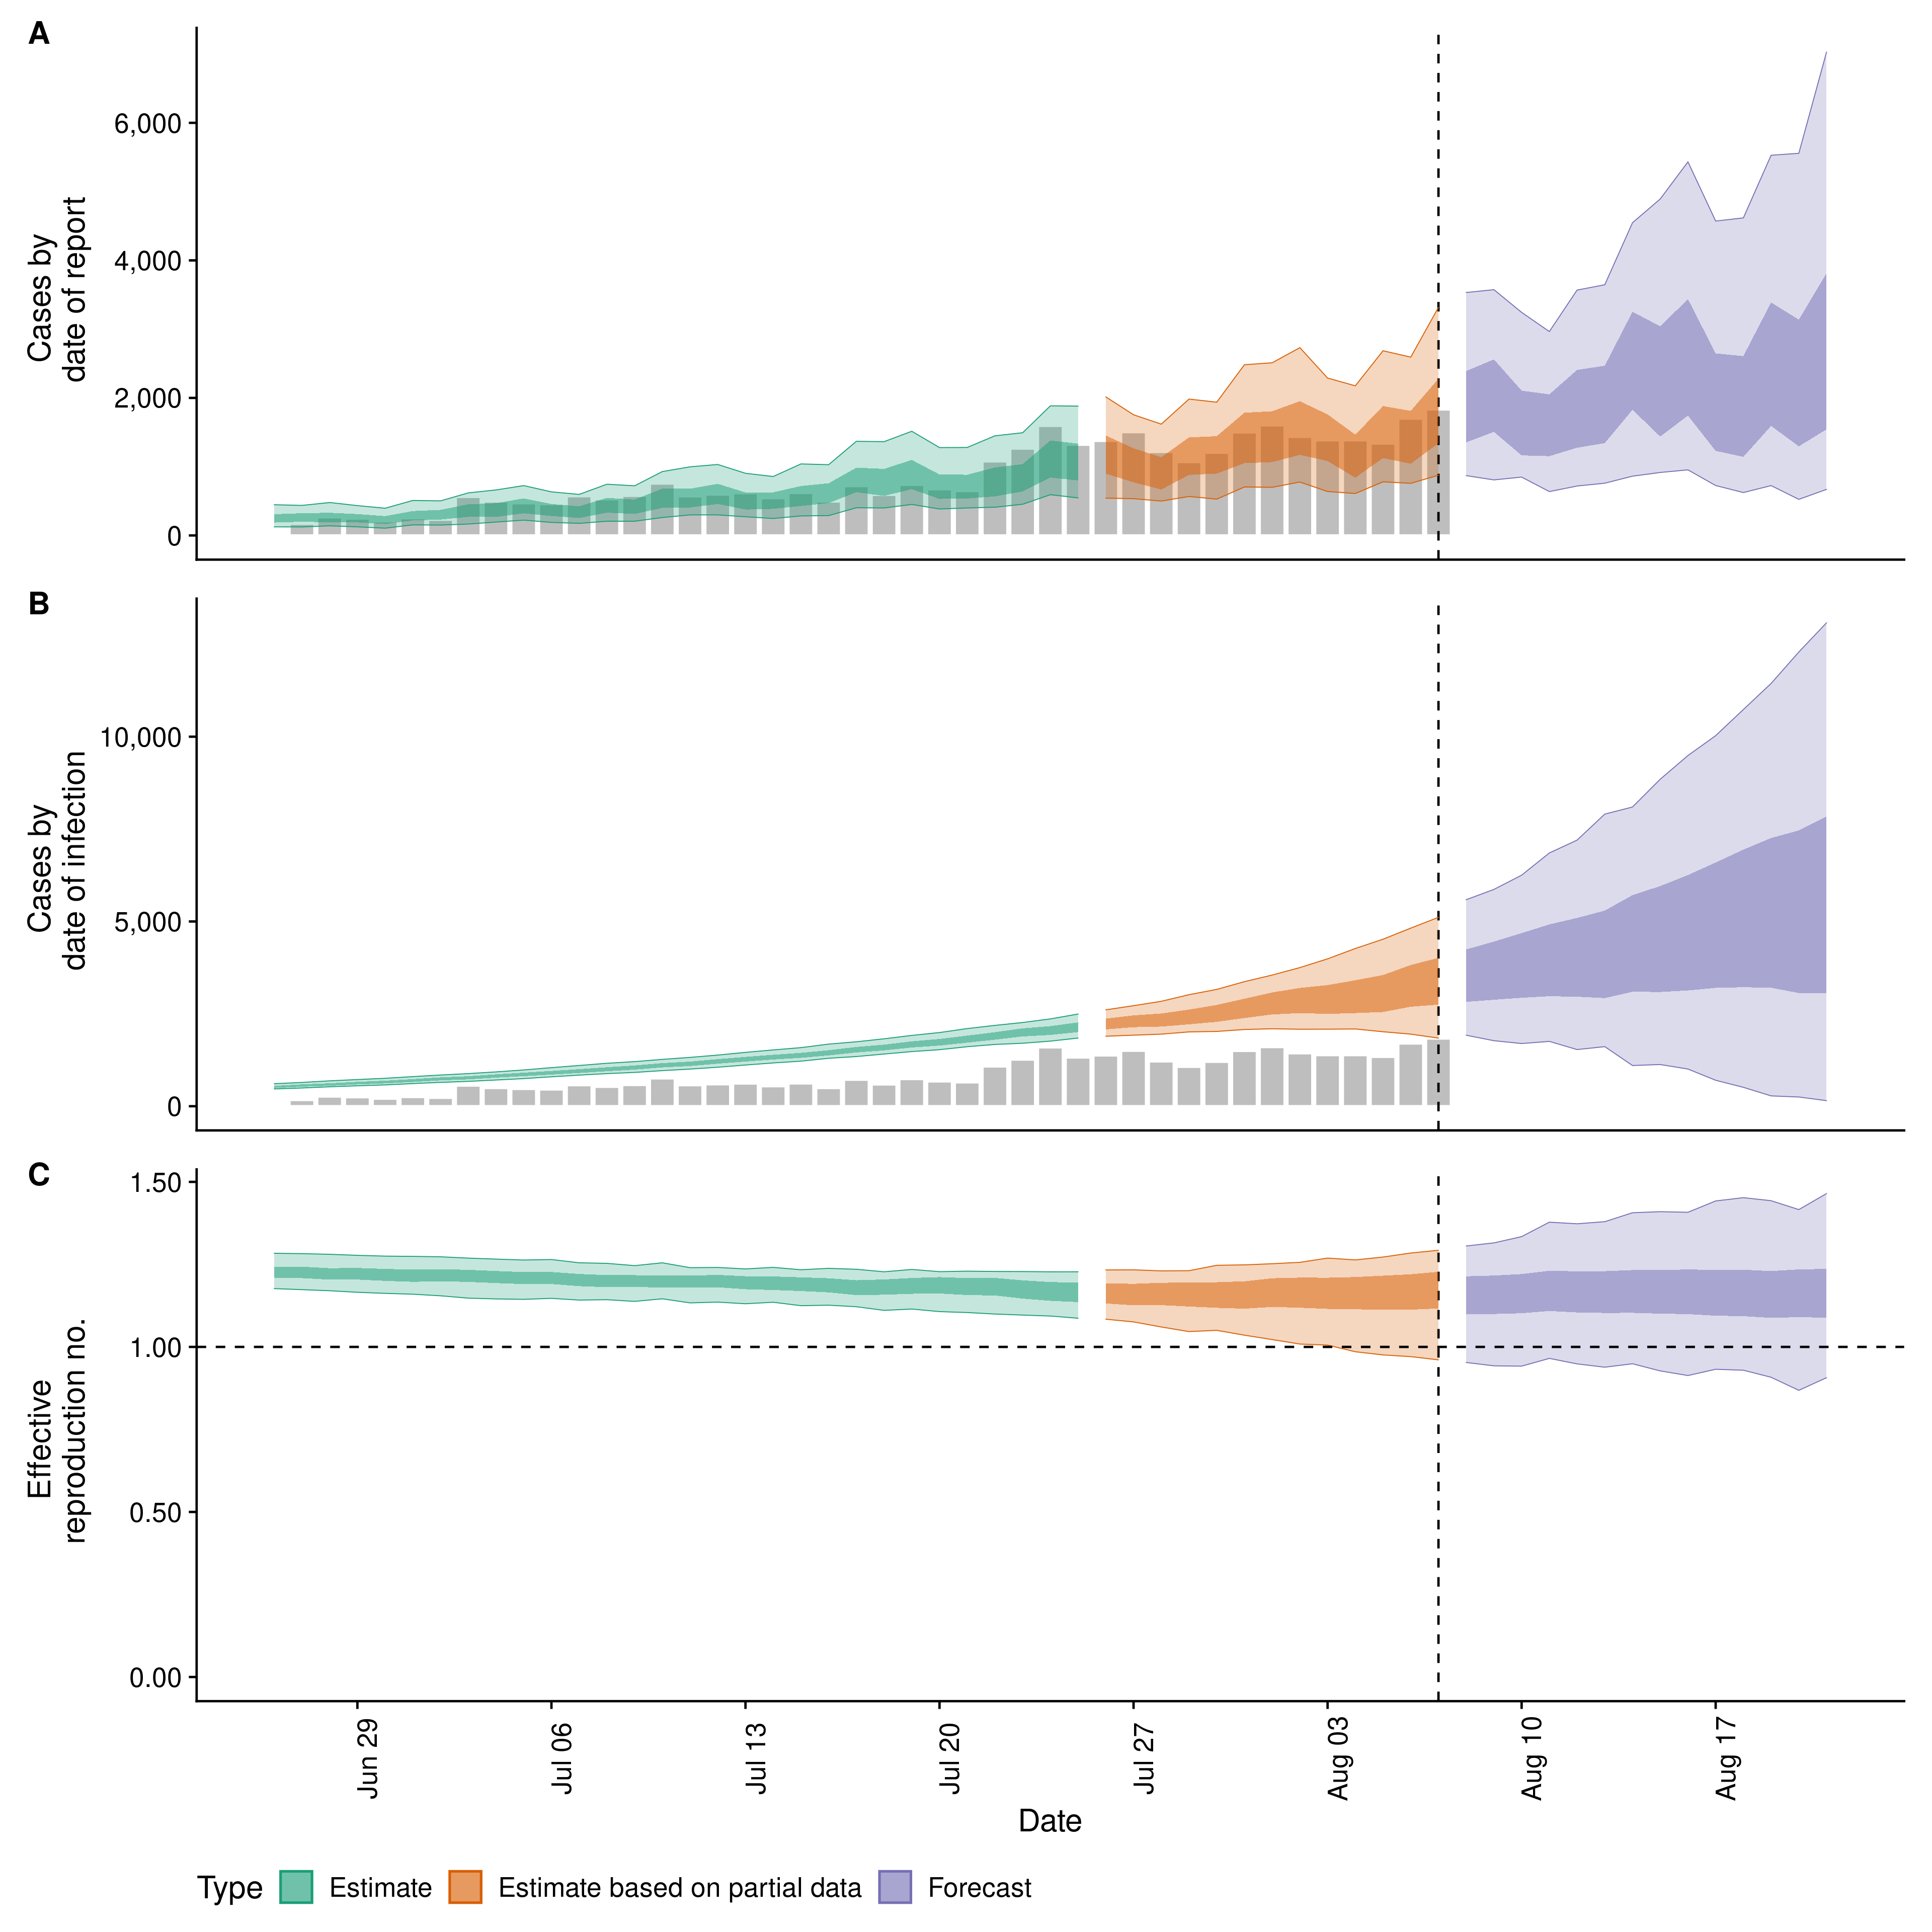 A
Cases by
date of report
6,000
4,000
2,000
0
B
Cases by
date of infection
10,000
5,000
0
C
Effective
reproduction no.
1.50
1.00
0.50
0.00
Jun 29
Jul 06
Jul 13
Jul 20
Jul 27
Aug 03
Aug 10
Aug 17
Date
Type Estimate Estimate based on partial data Forecast